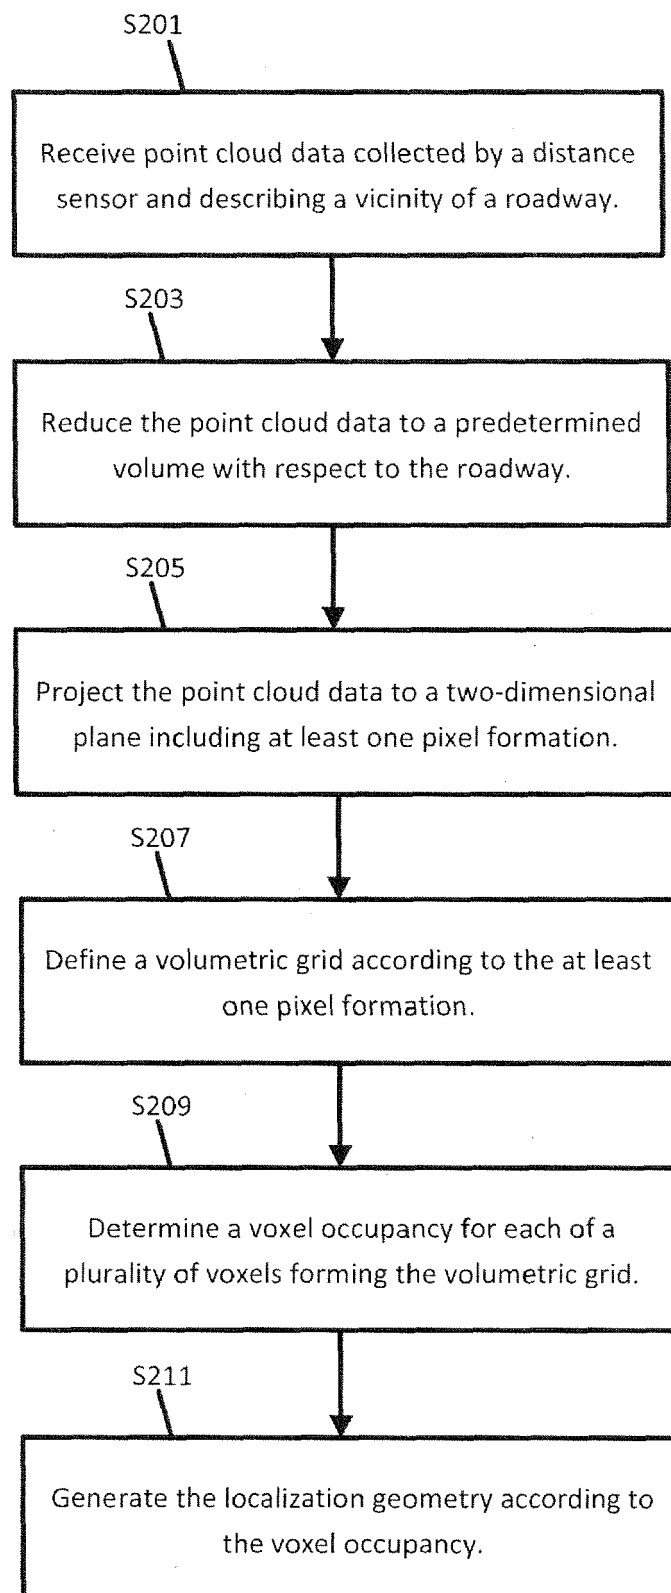 S201
Receive point cloud data collected by a distance
sensor and describing a vicinity of a roadway.
S203
Reduce the point cloud data to a predetermined
volume with respect to the roadway.
S205
Project the point cloud data to a two-dimensional
plane including at least one pixel formation.
S207
Define a volumetric grid according to the at least
one pixel formation.
S209
Determine a voxel occupancy for each of a
plurality of voxels forming the volumetric grid.
S211
Generate the localization geometry according to
the voxel occupancy.